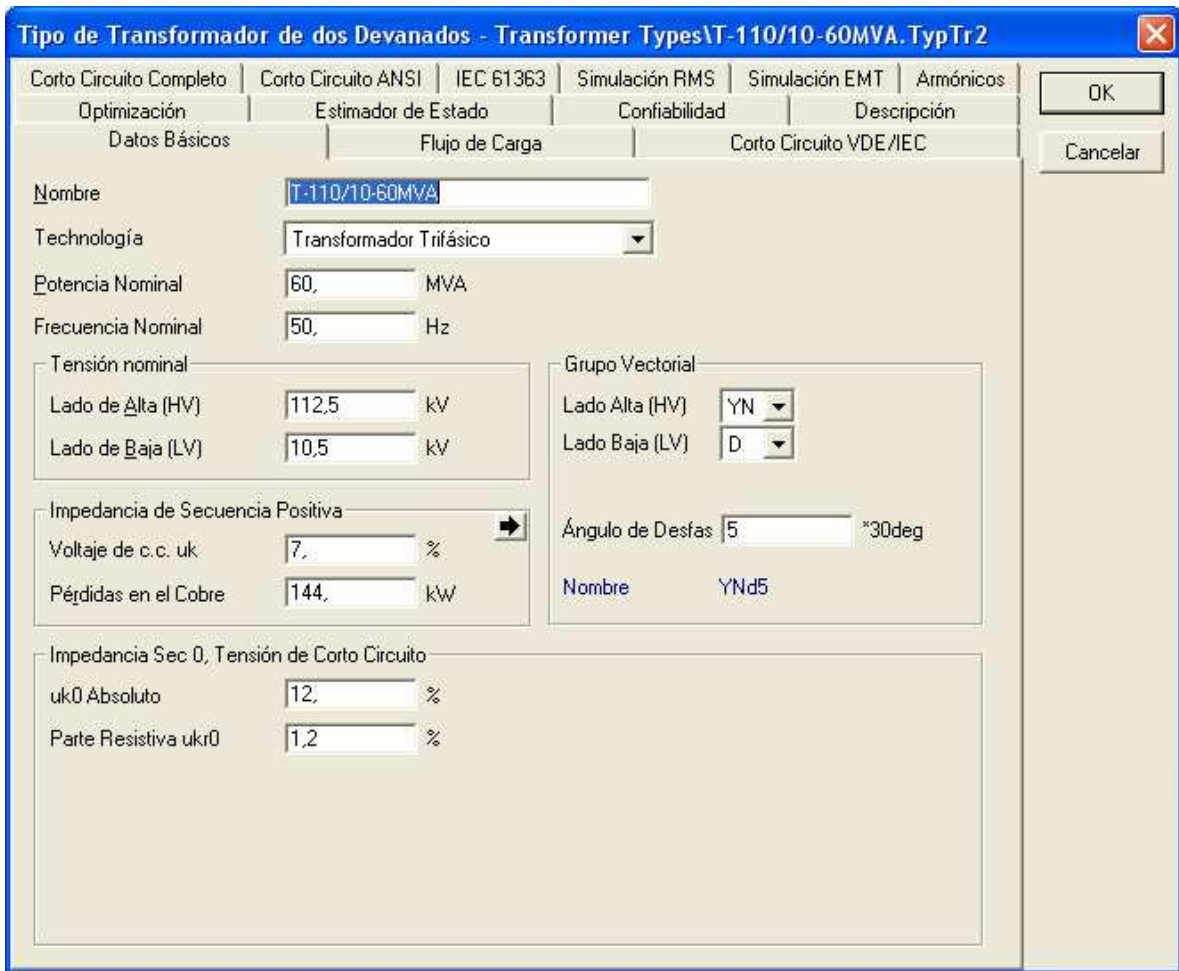 Tipo de Transformador de dos Devanados - Transformer Types\T-110/10-60MVA.TypTr2
Corto Circuito Completo Corto Circuito ANSI IEC 61363 Simulación RMS Simulación EMT Armónicos
Optimización Estimador de Estado Confiabilidad Descripción
Datos Básicos Flujo de Carga Corto Circuito VDE/IEC
OK
Cancelar
Nombre T-110/10-60MVA
Technología Transformador Trifásico
Potencia Nominal 60, MVA
Frecuencia Nominal 50, Hz
Tensión nominal
Lado de Alta (HV) 112,5 kV
Lado de Baja (LV) 10,5 kV
Grupo Vectorial
Lado Alta (HV) YN
Lado Baja (LV) D
Ángulo de Desfas 5 *30deg
Nombre YNd5
Impedancia de Secuencia Positiva
Voltaje de c.c. uk 7, %
Pérdidas en el Cobre 144, kW
Impedancia Sec 0, Tensión de Corto Circuito
uk0 Absoluto 12, %
Parte Resistiva ukr0 1,2 %